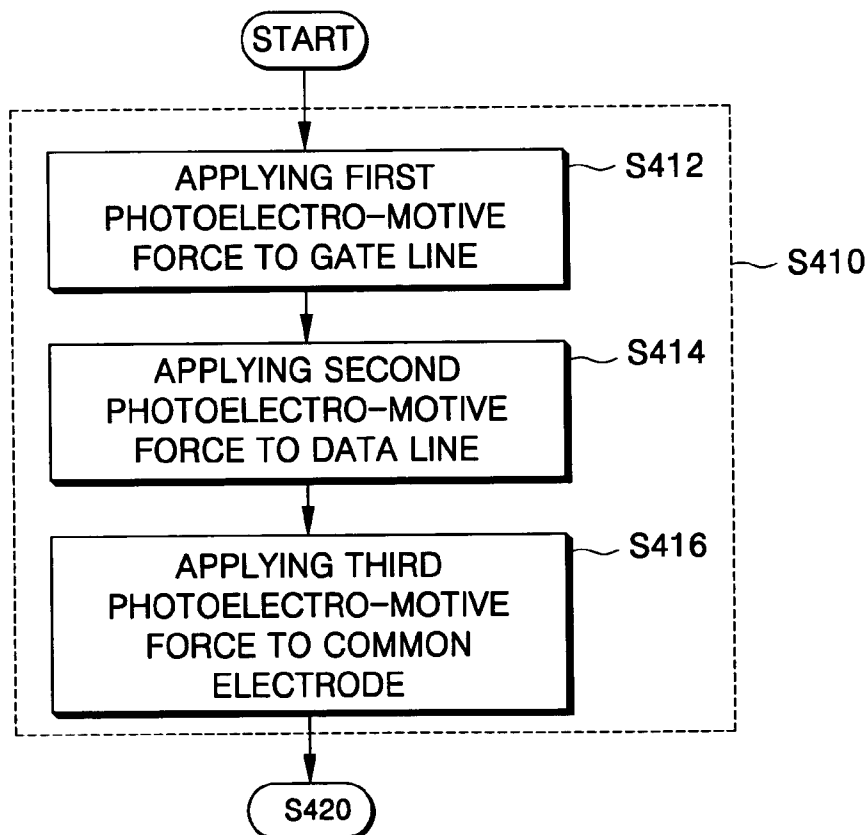 START
APPLYING FIRST
PHOTOELECTRO-MOTIVE
FORCE TO GATE LINE
S412
S410
APPLYING SECOND
PHOTOELECTRO-MOTIVE
FORCE TO DATA LINE
S414
APPLYING THIRD
PHOTOELECTRO-MOTIVE
FORCE TO COMMON
ELECTRODE
S416
S420